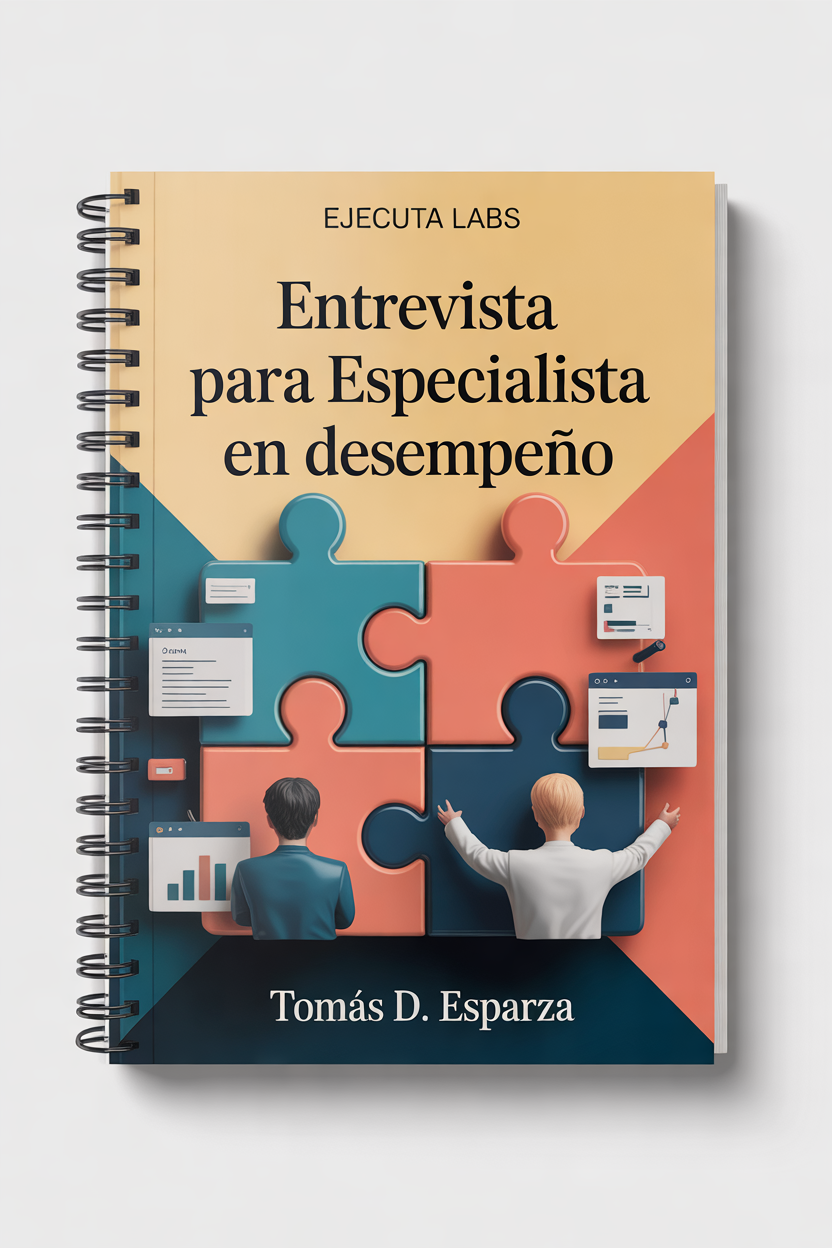 EJECUTA LABS
Entrevista
para Especialista
en desempeño
Tomás D. Esparza